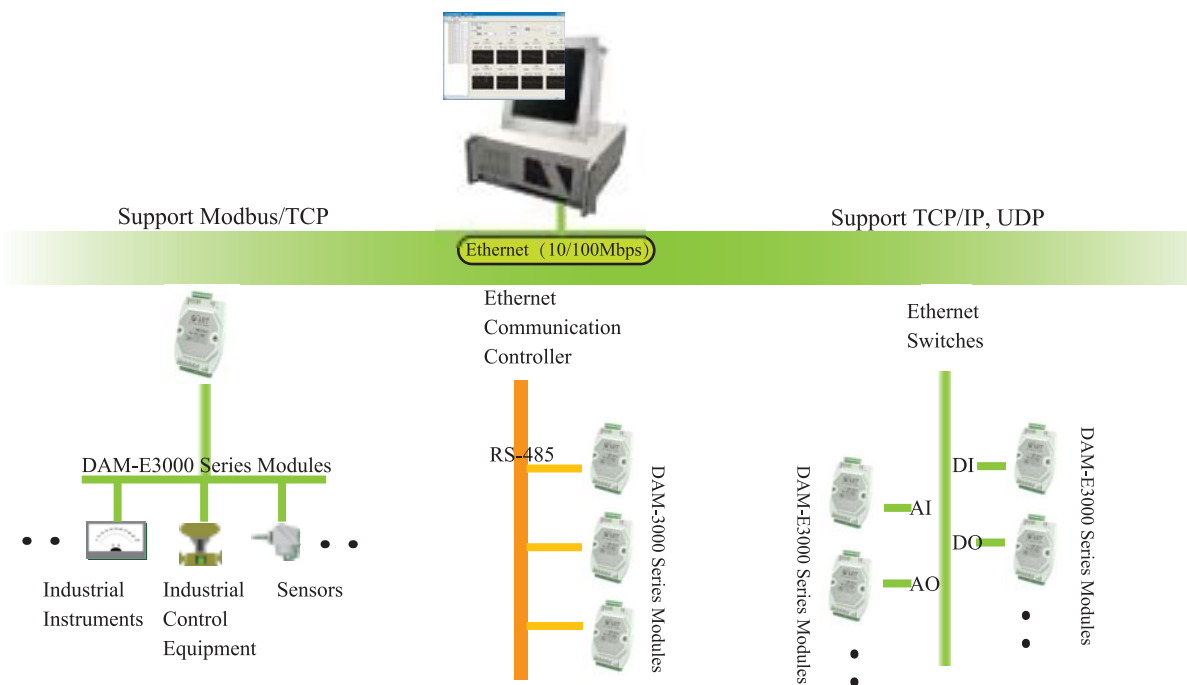 Support Modbus/TCP
Support TCP/IP, UDP
Ethernet (10/100Mbps)
Ethernet
Communication
Controller
Ethernet
Switches
DAM-E3000 Series Modules
Industrial
Instruments
Industrial
Control
Equipment
Sensors
RS-485
DAM-3000 Series Modules
DAM-E3000 Series Modules
AI
AO
DI
DO
DAM-E3000 Series Modules